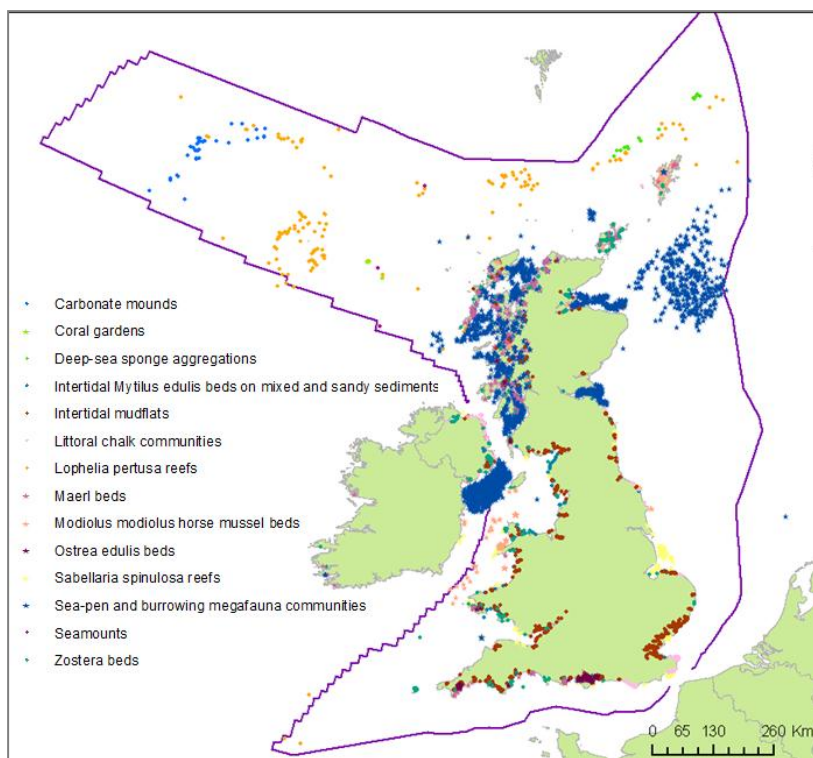 Carbonate mounds
Coral gardens
Deep-sea sponge aggregations
Intertidal Mytilus edulis beds on mixed and sandy sediments
Intertidal mudflats
Littoral chalk communities
Lophelia pertusa reefs
Maerl beds
Modiolus modiolus horse mussel beds
Ostrea edulis beds
Sabellaria spinulosa reefs
Sea-pen and burrowing megafauna communities
Seamounts
Zostera beds
0 65 130 260 Km